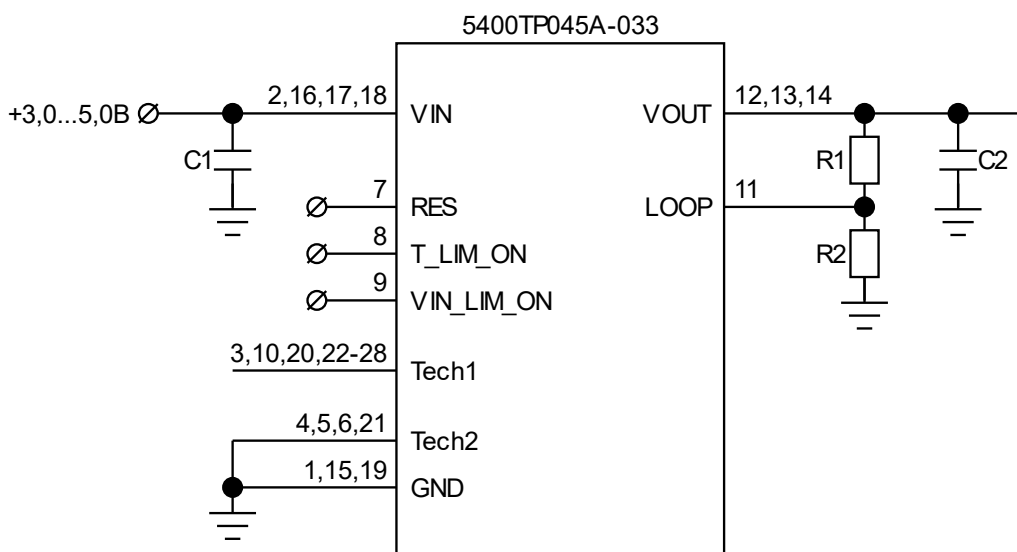 5400TP045A-033
+3,0...5,0В
2,16,17,18
VIN
VOUT
12,13,14
C1
R1
C2
7
RES
LOOP
11
8
T_LIM_ON
R2
9
VIN_LIM_ON
3,10,20,22-28
Tech1
4,5,6,21
Tech2
1,15,19
GND